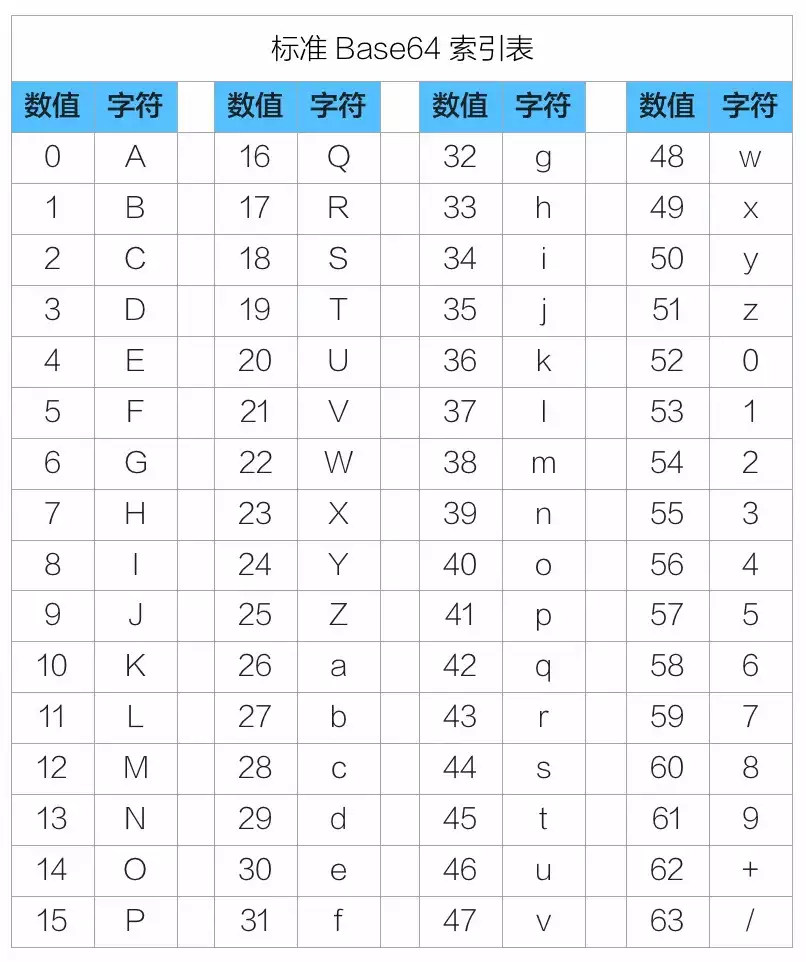 标准 Base64 索引表
数值 字符 数值 字符 数值 字符 数值 字符
0 A 16 Q 32 g 48 w
1 B 17 R 33 h 49 x
2 C 18 S 34 i 50 y
3 D 19 T 35 j 51 z
4 E 20 U 36 k 52 0
5 F 21 V 37 l 53 1
6 G 22 W 38 m 54 2
7 H 23 X 39 n 55 3
8 I 24 Y 40 o 56 4
9 J 25 Z 41 p 57 5
10 K 26 a 42 q 58 6
11 L 27 b 43 r 59 7
12 M 28 c 44 s 60 8
13 N 29 d 45 t 61 9
14 O 30 e 46 u 62 +
15 P 31 f 47 v 63 /